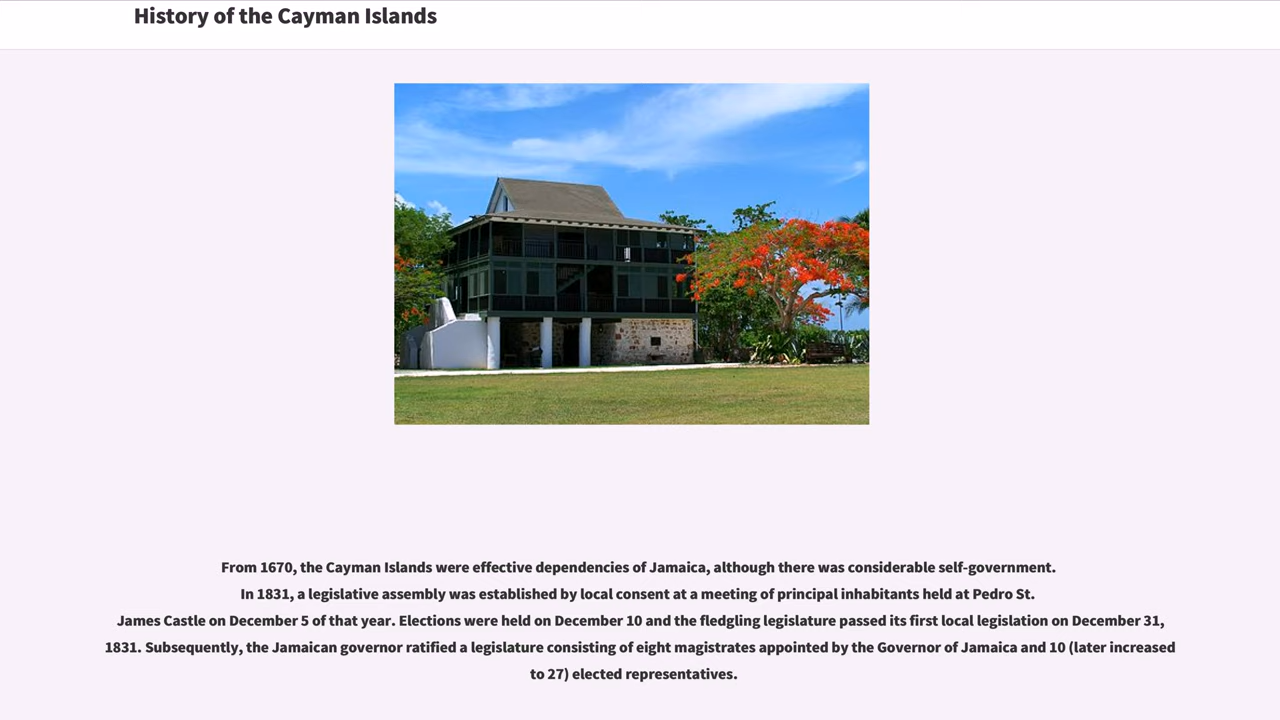 History of the Cayman Islands
From 1670, the Cayman Islands were effective dependencies of Jamaica, although there was considerable self-government.
In 1831, a legislative assembly was established by local consent at a meeting of principal inhabitants held at Pedro St.
James Castle on December 5 of that year. Elections were held on December 10 and the fledgling legislature passed its first local legislation on December 31,
1831. Subsequently, the Jamaican governor ratified a legislature consisting of eight magistrates appointed by the Governor of Jamaica and 10 (later increased
to 27) elected representatives.